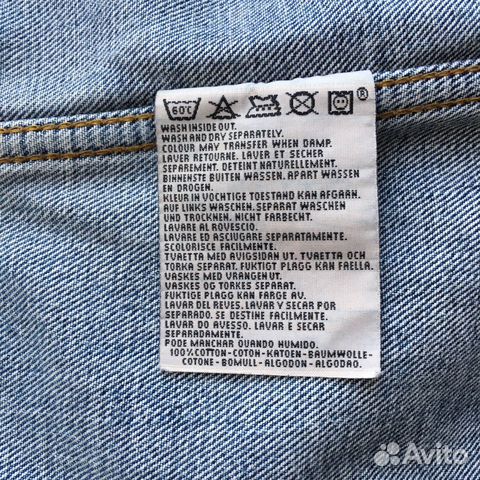 60°C
®
WASH INSIDE OUT.
WASH AND DRY SEPARATELY.
COLOUR MAY TRANSFER WHEN DAMP.
LAVER RETOURNE. LAVER ET SECHER
SEPAREMENT. DETEINT NATURELLEMENT.
BINNENSTE BUITEN WASSEN. APART WASSEN
EN DROGEN.
KLEUR IN VOCHTIGE TOESTAND KAN AFGAAN.
AUF LINKS WASCHEN. SEPARAT WASCHEN
UND TROCKNEN. NICHT FARBECHT.
LAVARE AL ROVESCIO.
LAVARE ED ASCIUGARE SEPARATAMENTE.
SCOLORISCE FACILMENTE.
TVAETTA MED AVIGSIDAN UT. TVAETTA OCH
TORKA SEPARAT. FUKTIGT PLAGG KAN FAELLA.
VASKES MED VRANGEN UT.
VASKES OG TORKES SEPARAT.
FUKTIGE PLAGG KAN FARGE AV.
LAVAR DEL REVES. LAVAR Y SECAR POR
SEPARADO. SE DESTINE FACILMENTE.
LAVAR DO AVESSO. LAVAR E SECAR
SEPARADAMENTE.
PODE MANCHAR QUANDO HUMIDO.
100% COTTON-COTON-KATOEN-BAUMWOLLE-
COTONE-BOMULL-ALGODON-ALGODAO.
Avito